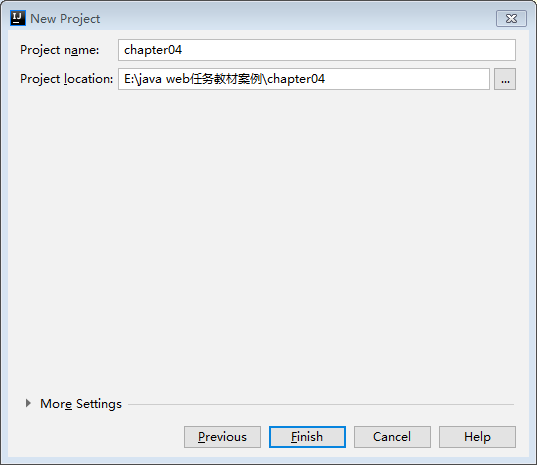 New Project
Project name: chapter04
Project location: E:\java web任务教材案例\chapter04 ...
More Settings
Previous Finish Cancel Help